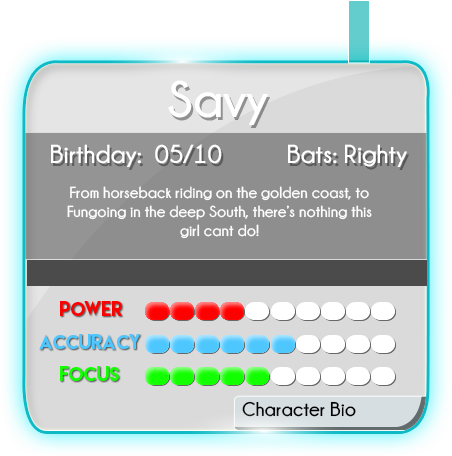 Savy
Birthday: 05/10 Bats: Righty
From horseback riding on the golden coast, to
Fungoing in the deep South, there's nothing this
girl cant do!
POWER
ACCURACY
FOCUS
Character Bio